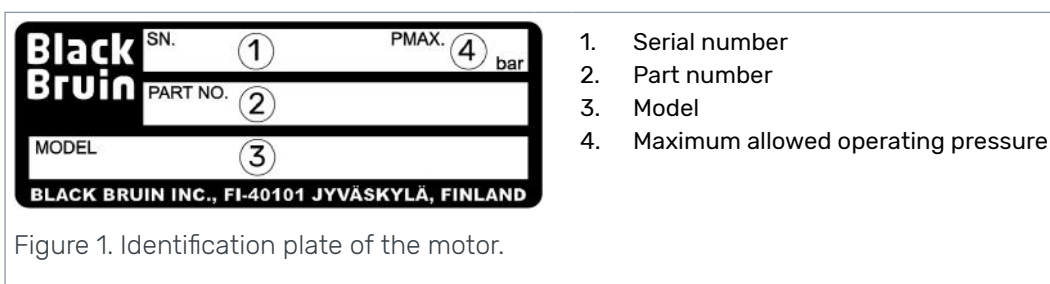 Black
Bruin
SN. 1 PMAX. 4 bar
PART NO. 2
MODEL 3
BLACK BRUIN INC., FI-40101 JYVÄSKYLÄ, FINLAND
1. Serial number
2. Part number
3. Model
4. Maximum allowed operating pressure
Figure 1. Identification plate of the motor.